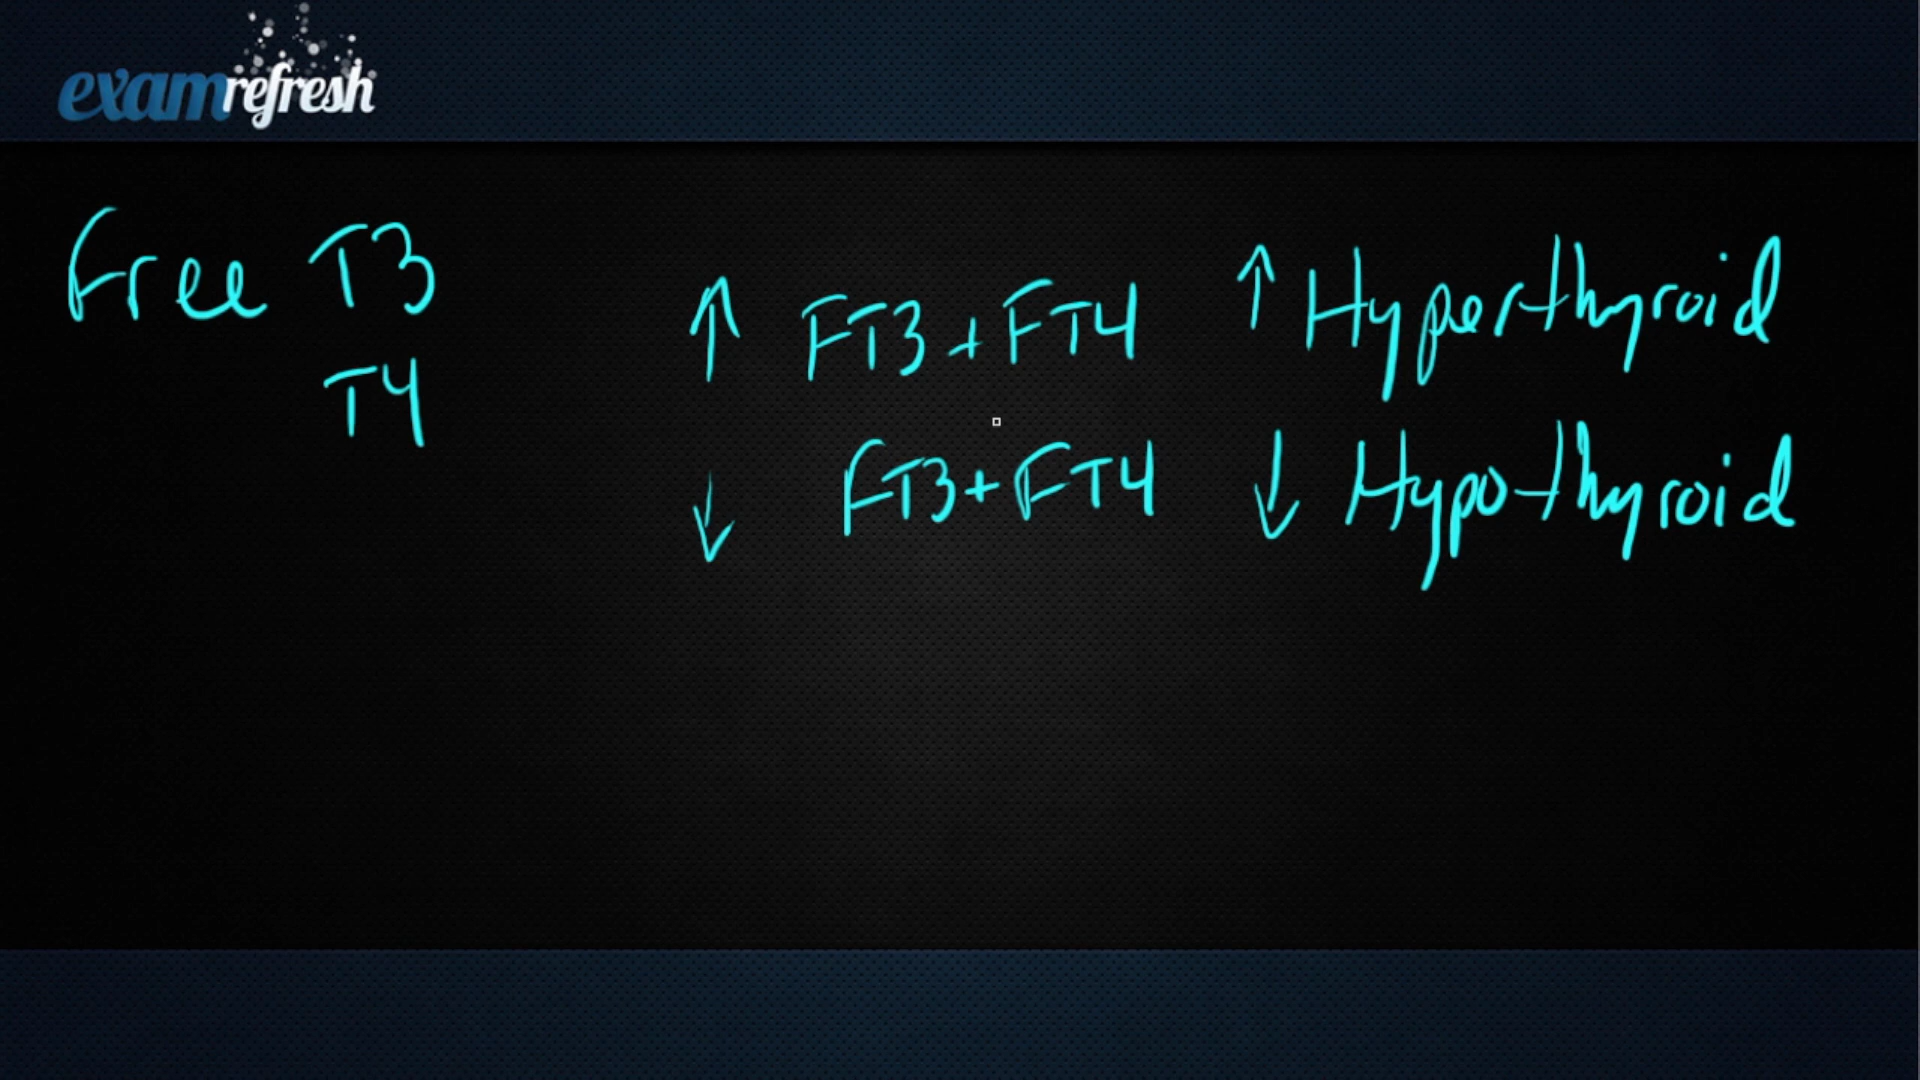 examrefresh
Free T3
T4
↑ FT3 + FT4 ↑ Hyperthyroid
↓ FT3 + FT4 ↓ Hypothyroid